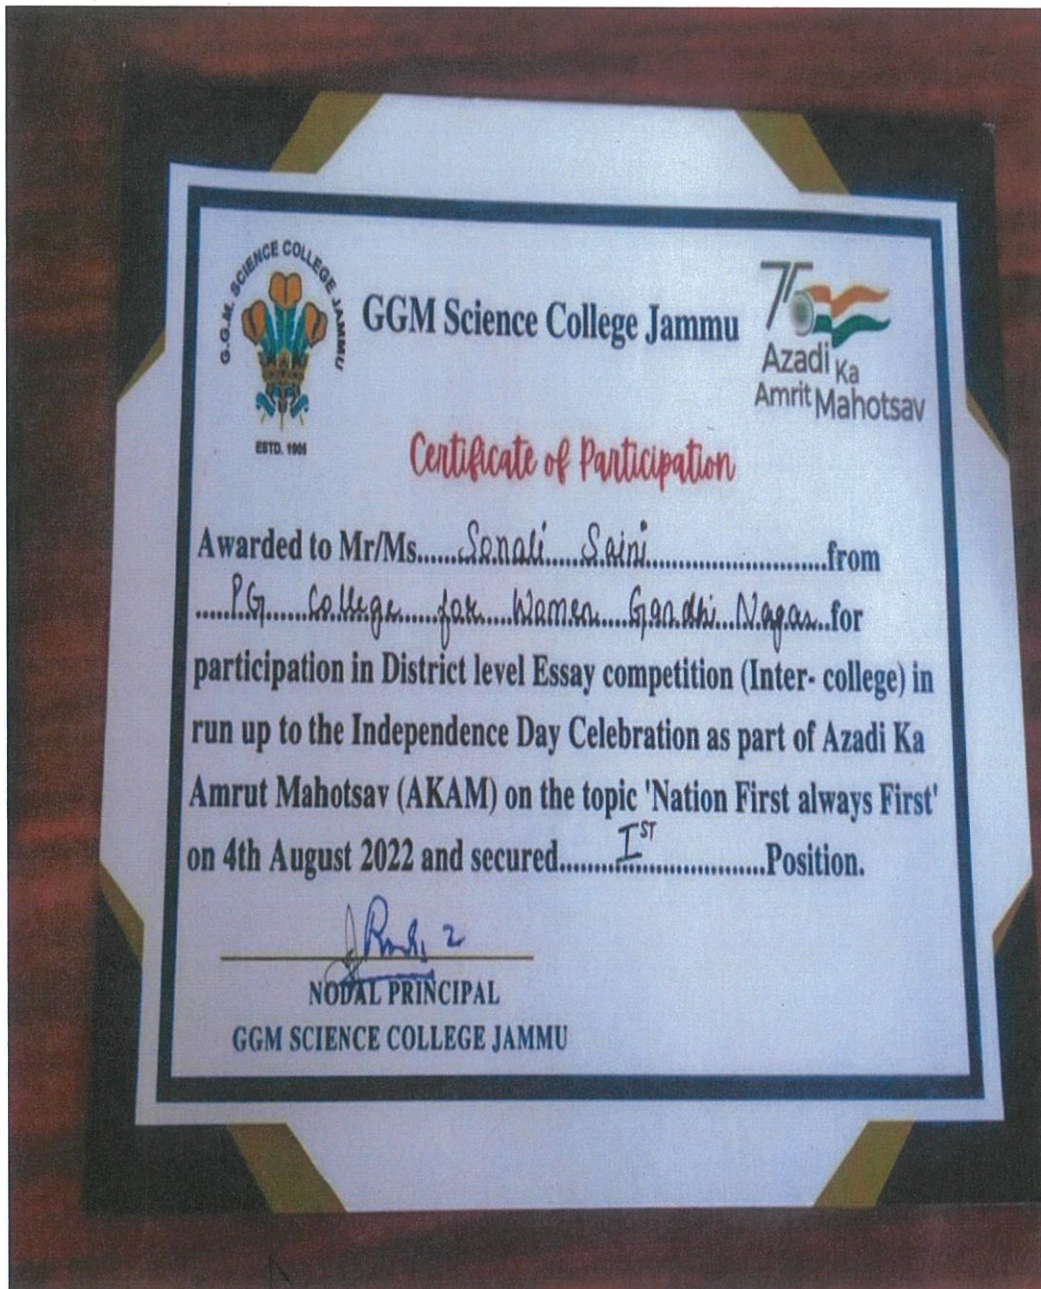 G.G.M. SCIENCE COLLEGE JAMMU
ESTD. 1905
GGM Science College Jammu
75
Azadi Ka
Amrit Mahotsav
Certificate of Participation
Awarded to Mr/Ms......Sonali.....Saini............................from
.....PG.....College.....for....Women.....Gandhi...Nagar..for
participation in District level Essay competition (Inter- college) in
run up to the Independence Day Celebration as part of Azadi Ka
Amrut Mahotsav (AKAM) on the topic 'Nation First always First'
on 4th August 2022 and secured........IST....................Position.
NODAL PRINCIPAL
GGM SCIENCE COLLEGE JAMMU